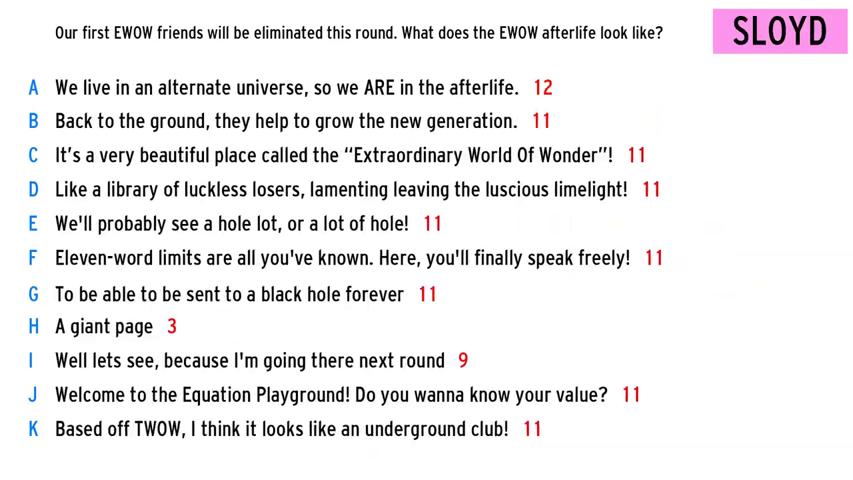 Our first EWOW friends will be eliminated this round. What does the EWOW afterlife look like?
SLOYD
A We live in an alternate universe, so we ARE in the afterlife. 12
B Back to the ground, they help to grow the new generation. 11
C It's a very beautiful place called the “Extraordinary World Of Wonder”! 11
D Like a library of luckless losers, lamenting leaving the luscious limelight! 11
E We'll probably see a hole lot, or a lot of hole! 11
F Eleven-word limits are all you've known. Here, you'll finally speak freely! 11
G To be able to be sent to a black hole forever 11
H A giant page 3
I Well lets see, because I'm going there next round 9
J Welcome to the Equation Playground! Do you wanna know your value? 11
K Based off TWOW, I think it looks like an underground club! 11